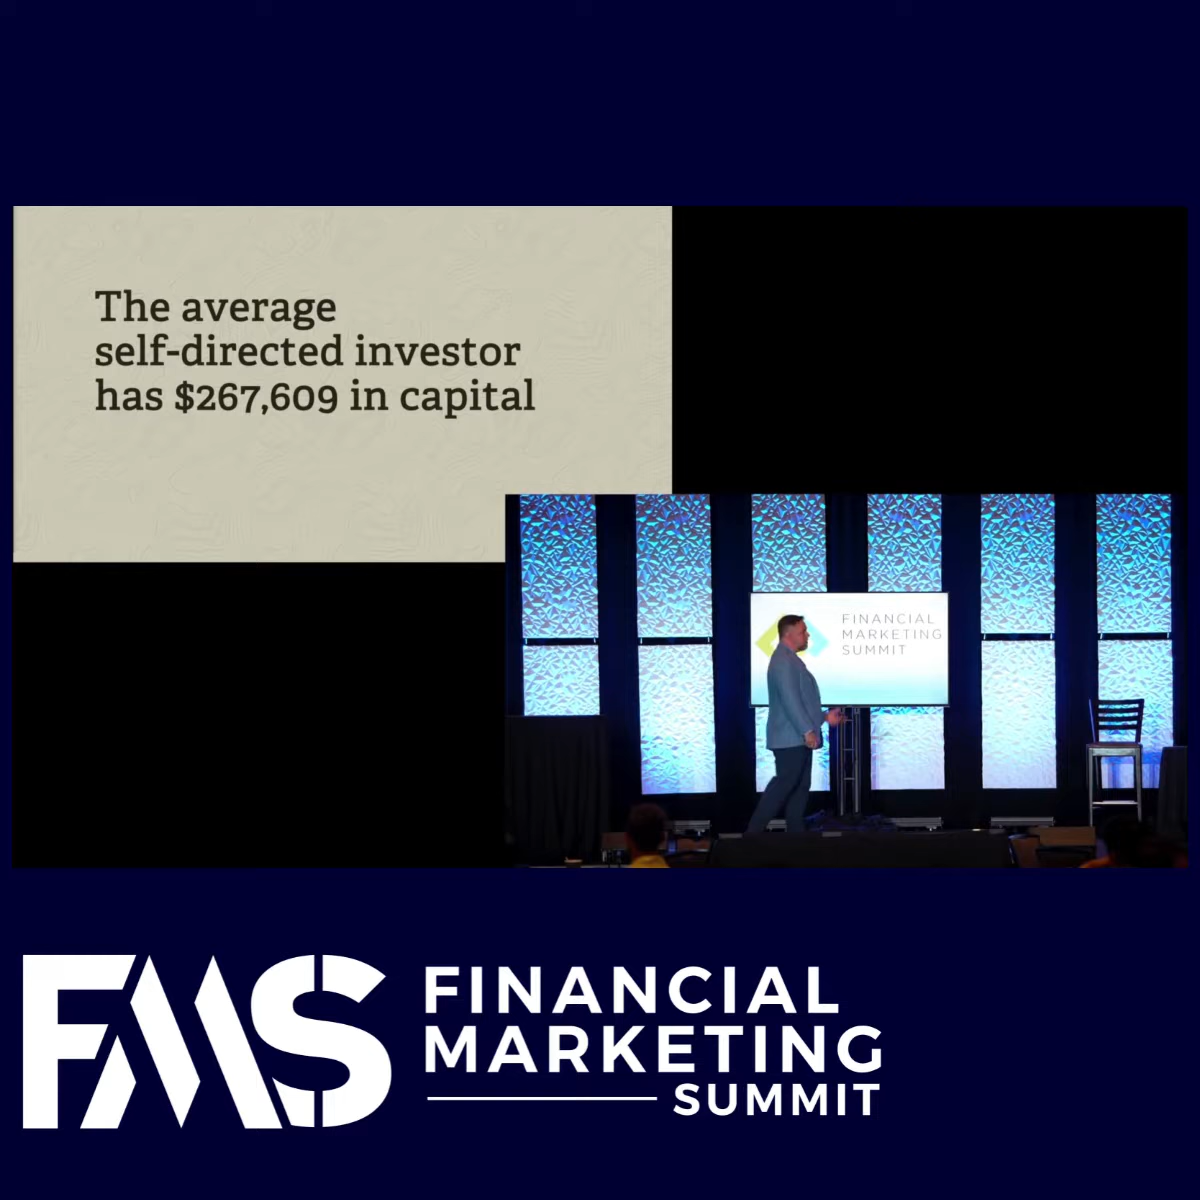 The average
self-directed investor
has $267,609 in capital
FINANCIAL
MARKETING
SUMMIT
FMS
FINANCIAL
MARKETING
SUMMIT